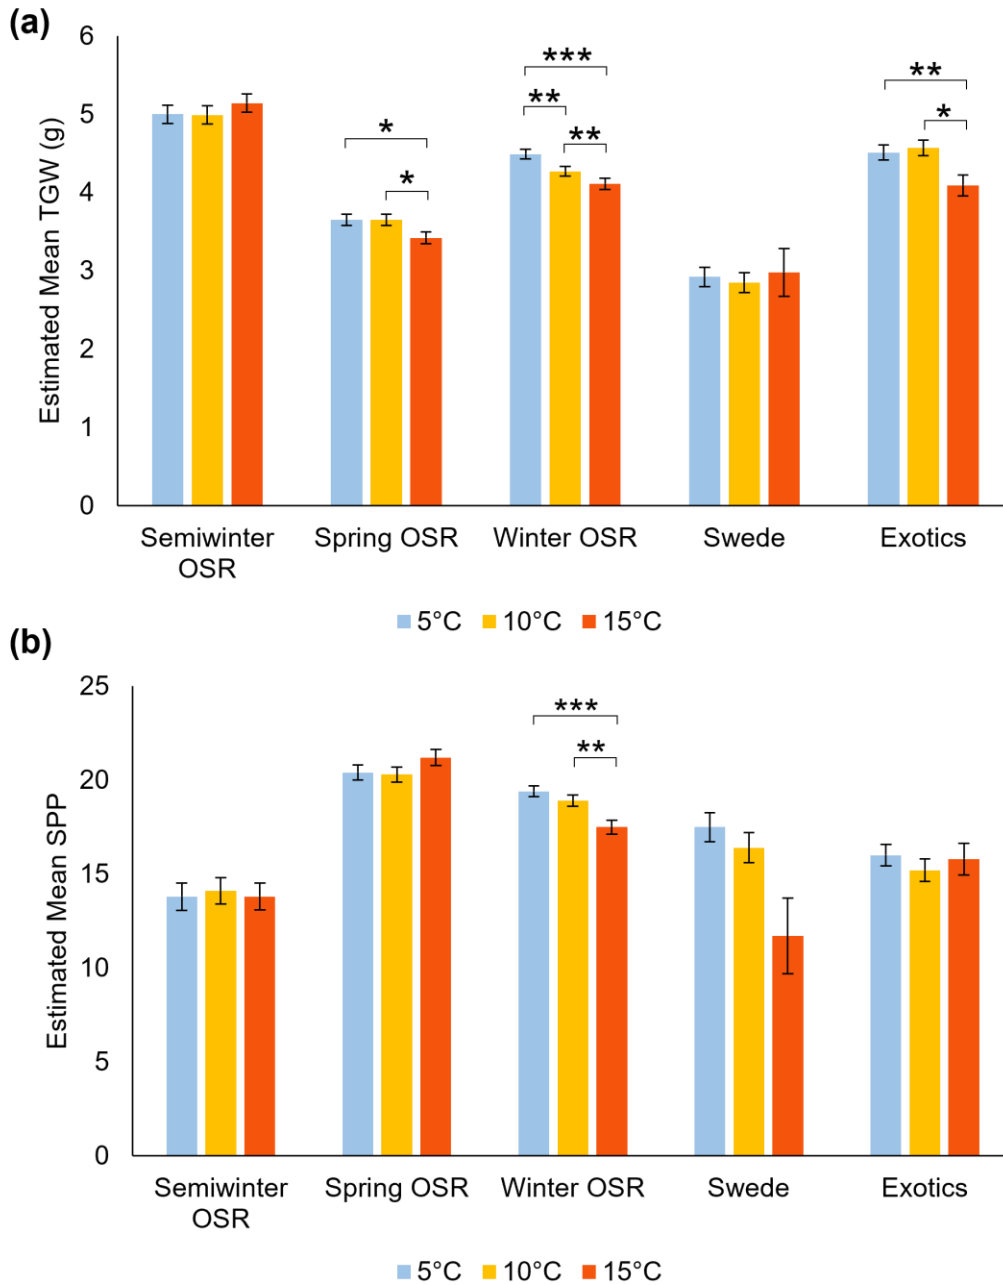 (a)
Estimated Mean TGW (g)
6
5
4
3
2
1
0
***
**
**
*
*
**
*
Semiwinter OSR
Spring OSR
Winter OSR
Swede
Exotics
5°C 10°C 15°C
(b)
Estimated Mean SPP
25
20
15
10
5
0
***
**
Semiwinter OSR
Spring OSR
Winter OSR
Swede
Exotics
5°C 10°C 15°C